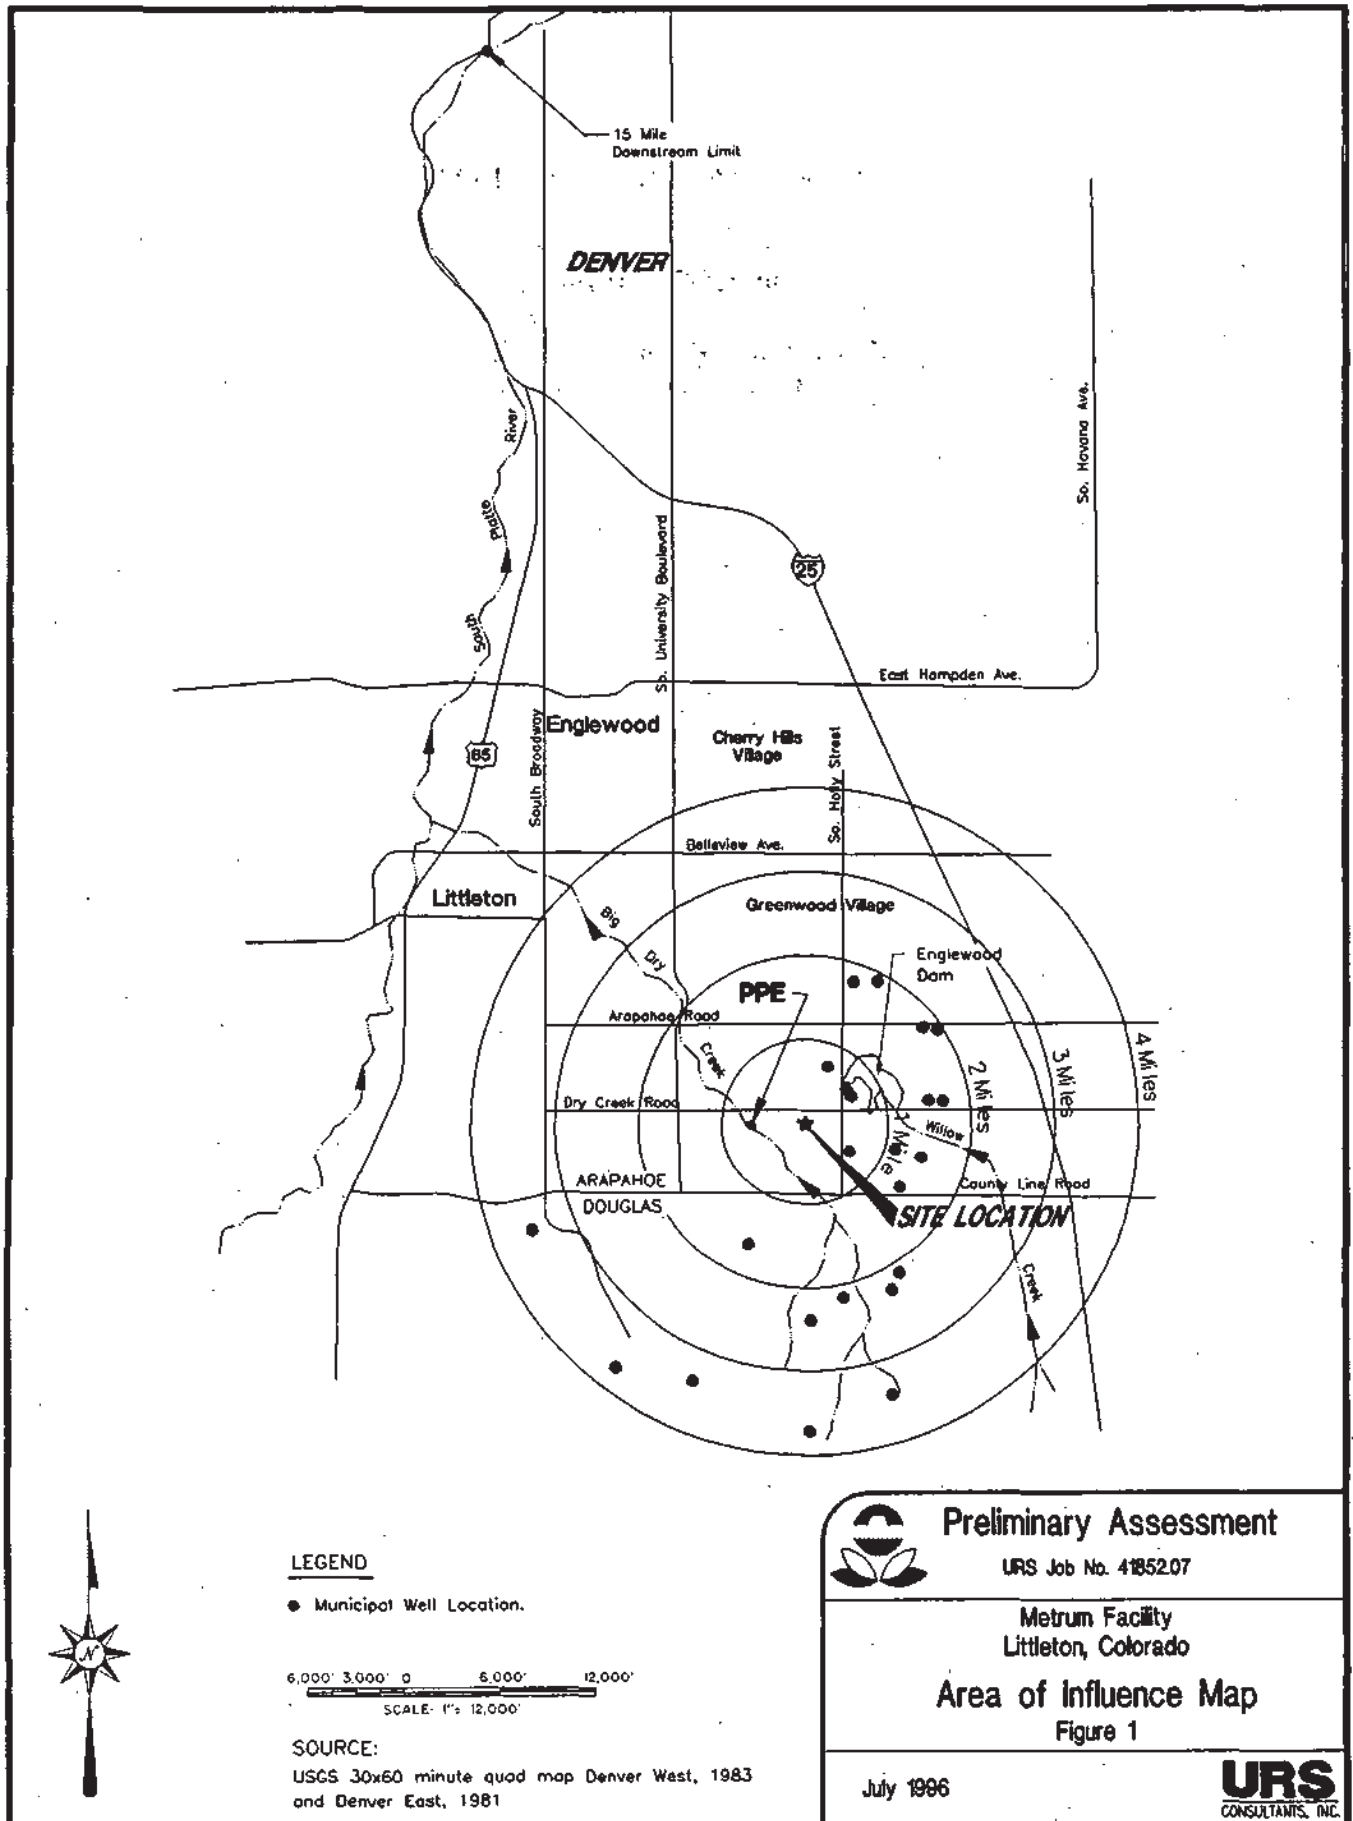 15 Mile
Downstream Limit
DENVER
South Platte River
So. University Boulevard
So. Havana Ave.
25
East Hampden Ave.
Englewood
Cherry Hills
Village
85
South Broadway
So. Holly Street
Belleview Ave.
Littleton
Greenwood Village
Big Dry Creek
Englewood
Dam
PPE
Arapahoe Road
Dry Creek Road
1 Mile
2 Miles
3 Miles
4 Miles
Willow Creek
ARAPAHOE
DOUGLAS
County Line Road
SITE LOCATION
N
LEGEND
Municipal Well Location.
6,000' 3,000' 0 6,000' 12,000'
SCALE- 1"= 12,000'
SOURCE:
USGS 30x60 minute quad map Denver West, 1983
and Denver East, 1981
Preliminary Assessment
URS Job No. 41852.07
Metrum Facility
Littleton, Colorado
Area of Influence Map
Figure 1
July 1996
URS
CONSULTANTS, INC.